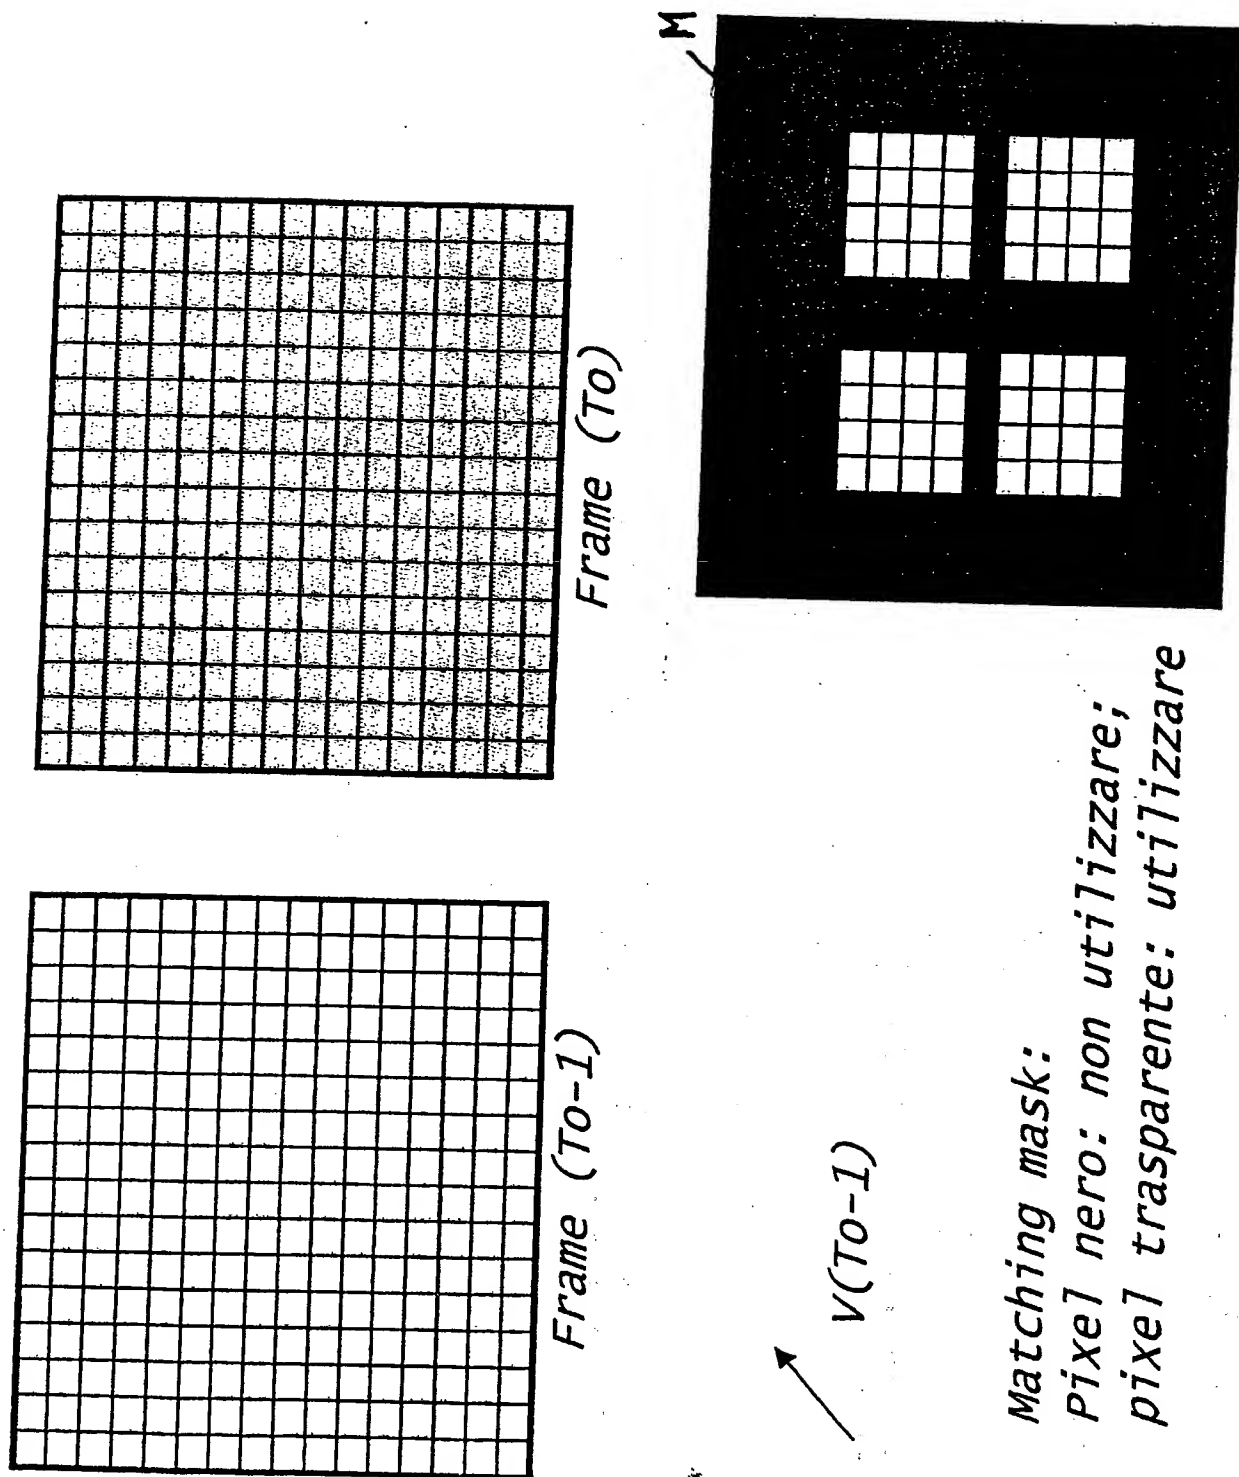 Frame (To-1)
Frame (To)
V(To-1)
M
Matching mask:
Pixel nero: non utilizzare;
pixel trasparente: utilizzare